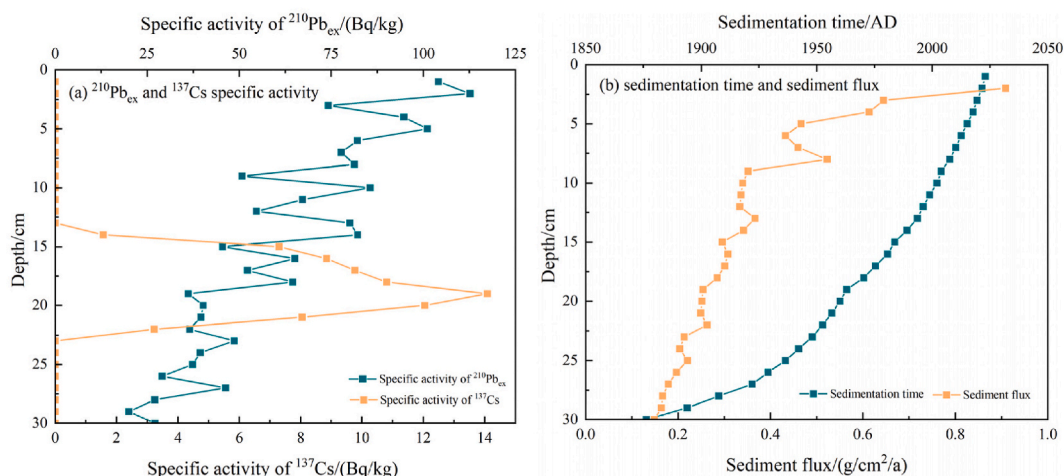 Specific activity of ²¹⁰Pbₑₓ/(Bq/kg)
0 25 50 75 100 125
(a) ²¹⁰Pbₑₓ and ¹³⁷Cs specific activity
Depth/cm
0
5
10
15
20
25
30
Specific activity of ²¹⁰Pbₑₓ
Specific activity of ¹³⁷Cs
0 2 4 6 8 10 12 14
Specific activity of ¹³⁷Cs/(Bq/kg)
Sedimentation time/AD
1850 1900 1950 2000 2050
(b) sedimentation time and sediment flux
Depth/cm
0
5
10
15
20
25
30
Sedimentation time Sediment flux
0.0 0.2 0.4 0.6 0.8 1.0
Sediment flux/(g/cm²/a)